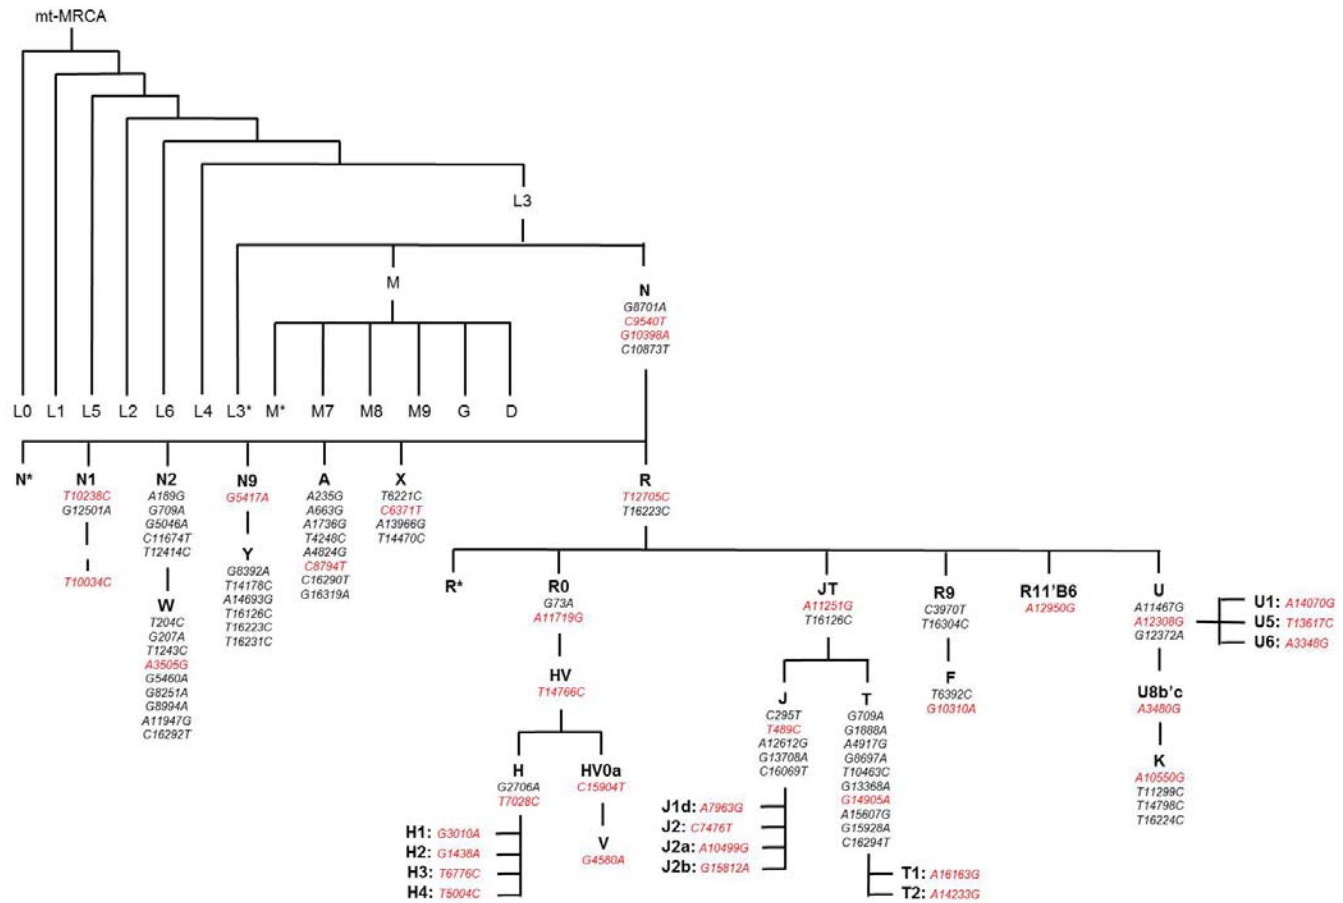 mt-MRCA
L3
M
N
G8701A
C9540T
G10398A
C10873T
L0 L1 L5 L2 L6 L4 L3* M* M7 M8 M9 G D
N*
N1
T10238C
G12501A
I
T10034C
N2
A189G
G709A
G5046A
C11674T
T12414C
W
T204C
G207A
T1243C
A3505G
G5460A
G8251A
G8994A
A11947G
C16292T
N9
G5417A
Y
G8392A
T14178C
A14693G
T16126C
T16223C
T16231C
A
A235G
A663G
A1736G
T4248C
A4824G
C8794T
C16290T
G16319A
X
T6221C
C6371T
A13966G
T14470C
R
T12705C
T16223C
R*
R0
G73A
A11719G
HV
T14766C
H
G2706A
T7028C
H1: G3010A
H2: G1438A
H3: T6776C
H4: T5004C
HV0a
C15904T
V
G4580A
JT
A11251G
T16126C
J
C295T
T489C
A12612G
G13708A
C16069T
J1d: A7963G
J2: C7476T
J2a: A10499G
J2b: G15812A
T
G709A
G1888A
A4917G
G8697A
T10463C
G13368A
G14905A
A15607G
G15928A
C16294T
T1: A16163G
T2: A14233G
R9
C3970T
T16304C
F
T6392C
G10310A
R11'B6
A12950G
U
A11467G
A12308G
G12372A
U1: A14070G
U5: T13617C
U6: A3348G
U8b'c
A3480G
K
A10550G
T11299C
T14798C
T16224C